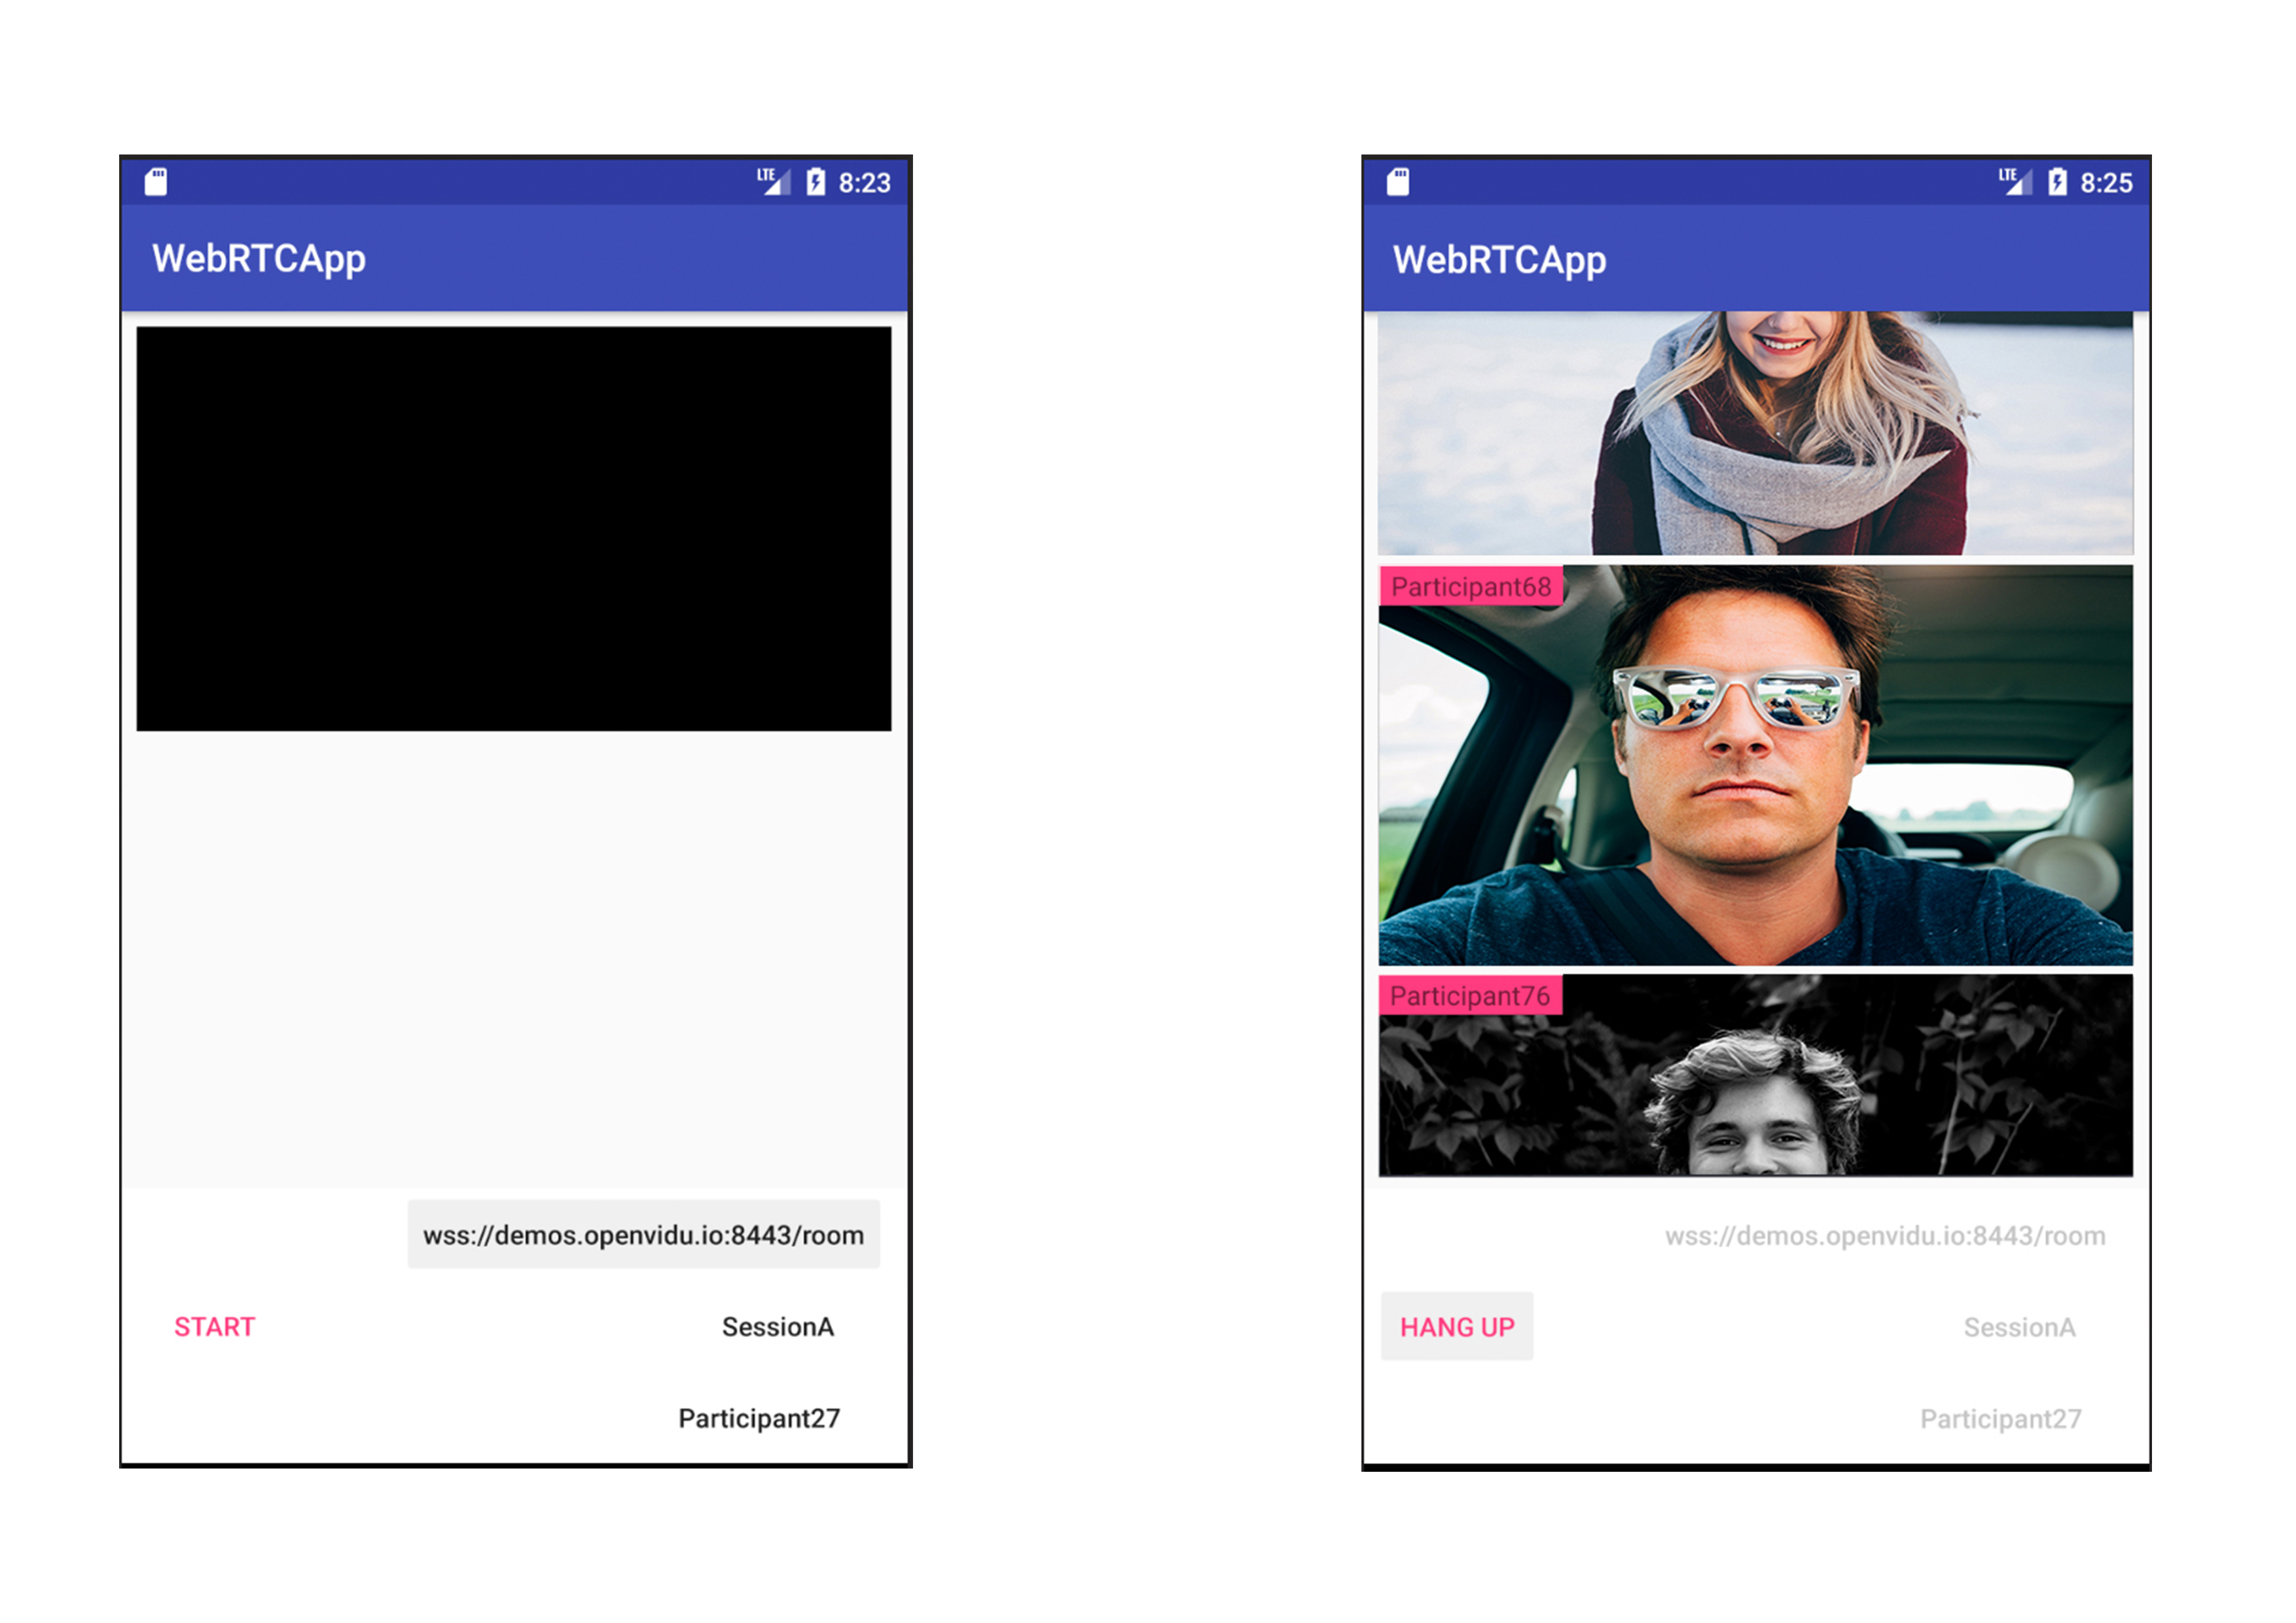 LTE 8:23
WebRTCApp
wss://demos.openvidu.io:8443/room
START
SessionA
Participant27
LTE 8:25
WebRTCApp
Participant68
Participant76
wss://demos.openvidu.io:8443/room
HANG UP
SessionA
Participant27